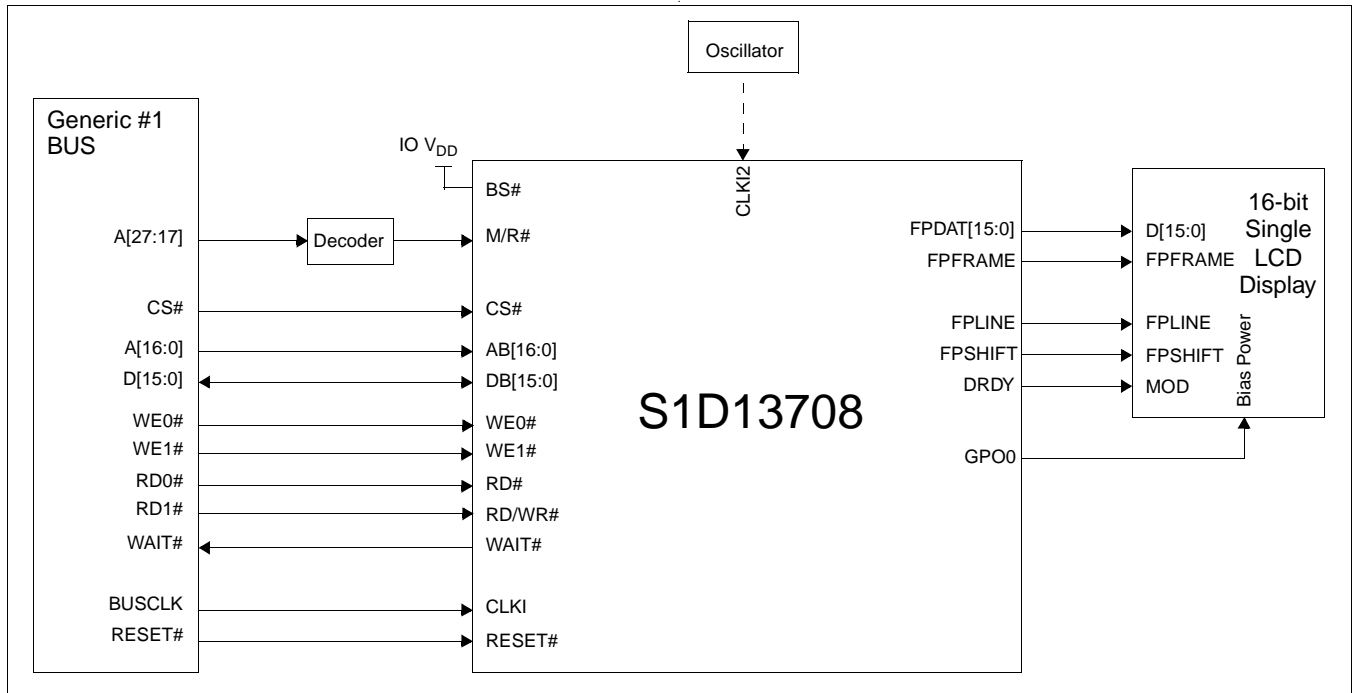 Oscillator
Generic #1
BUS
IO VDD
BS#
CLKI2
A[27:17]
Decoder
M/R#
CS#
CS#
A[16:0]
AB[16:0]
D[15:0]
DB[15:0]
WE0#
WE0#
WE1#
WE1#
RD0#
RD#
RD1#
RD/WR#
WAIT#
WAIT#
BUSCLK
CLKI
RESET#
RESET#
S1D13708
FPDAT[15:0]
FPFRAME
FPLINE
FPSHIFT
DRDY
GPO0
D[15:0]
FPFRAME
FPLINE
FPSHIFT
MOD
16-bit
Single
LCD
Display
Bias Power